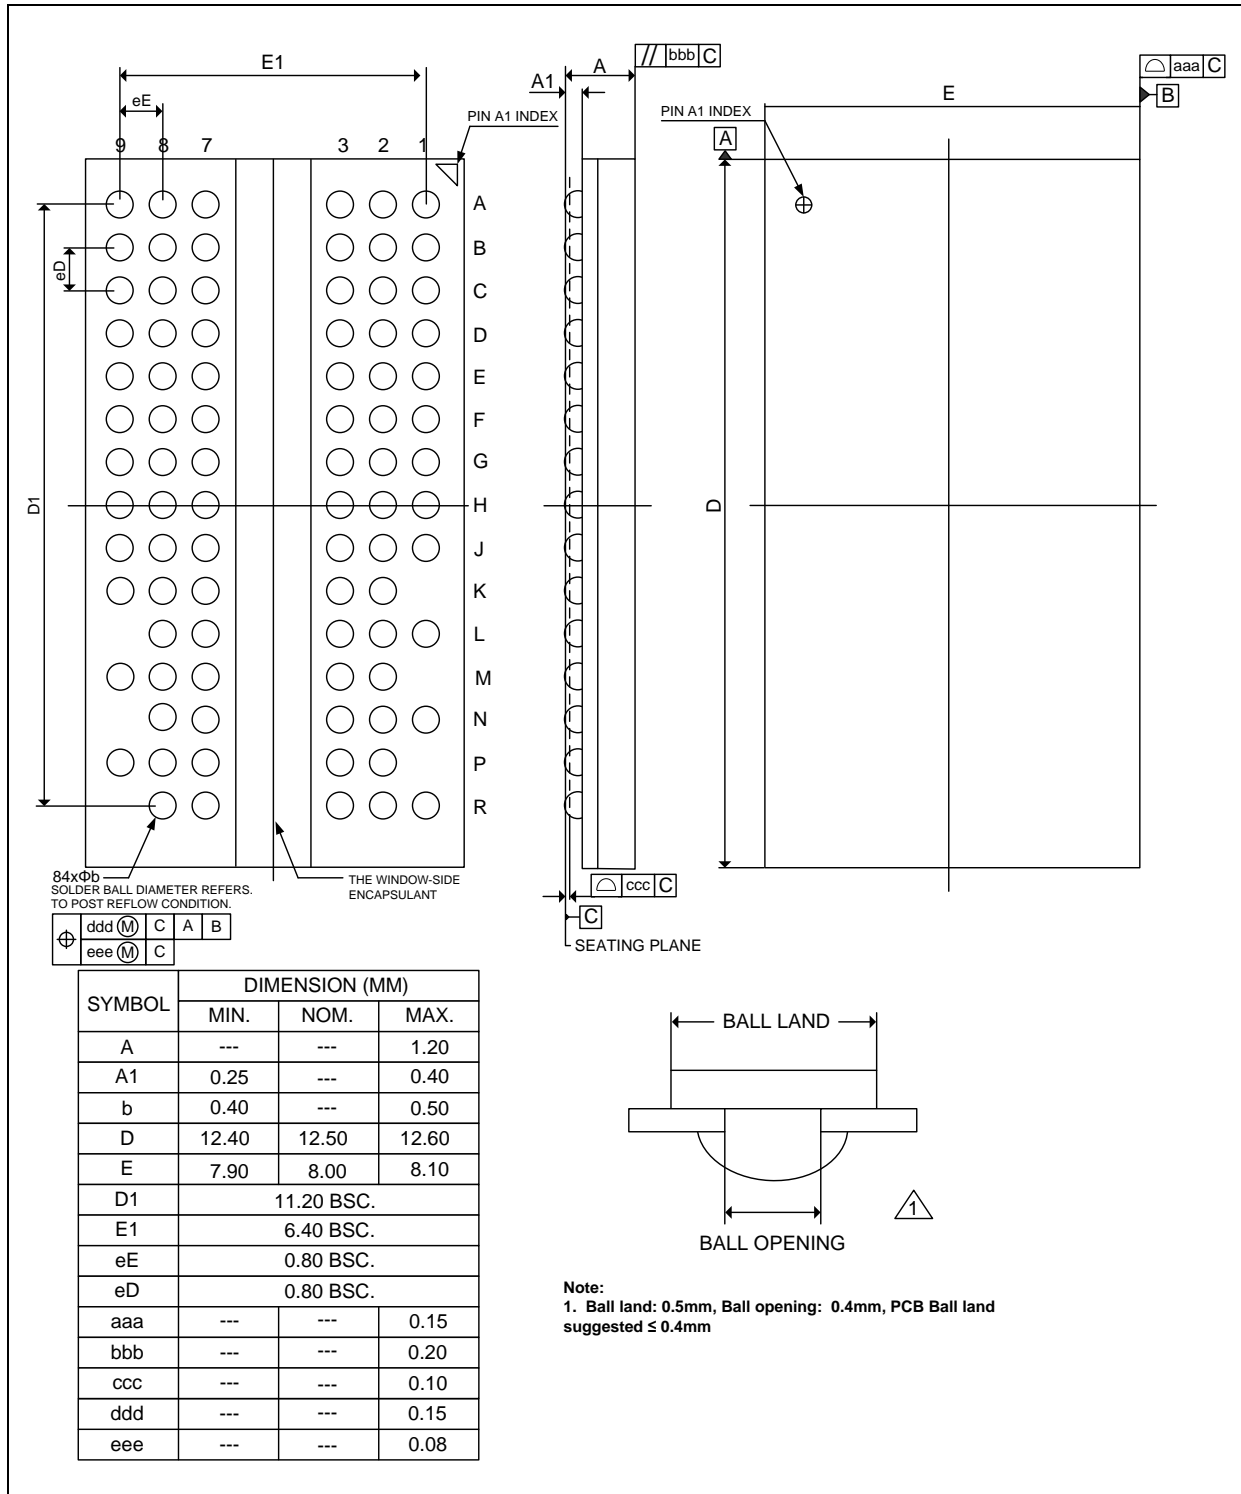 E1
A
// bbb C
⌓ aaa C
A1
eE
E
B
PIN A1 INDEX
PIN A1 INDEX
A
9 8 7 3 2 1
A
B
eD
C
D
E
F
G
D1
H
D
J
K
L
M
N
P
R
84xΦb
SOLDER BALL DIAMETER REFERS.
TO POST REFLOW CONDITION.
THE WINDOW-SIDE
ENCAPSULANT
⌓ ccc C
C
SEATING PLANE
⌖ ddd Ⓜ C A B
eee Ⓜ C
SYMBOL DIMENSION (MM)
MIN. NOM. MAX.
A --- --- 1.20
A1 0.25 --- 0.40
b 0.40 --- 0.50
D 12.40 12.50 12.60
E 7.90 8.00 8.10
D1 11.20 BSC.
E1 6.40 BSC.
eE 0.80 BSC.
eD 0.80 BSC.
aaa --- --- 0.15
bbb --- --- 0.20
ccc --- --- 0.10
ddd --- --- 0.15
eee --- --- 0.08
BALL LAND
1
BALL OPENING
Note:
1. Ball land: 0.5mm, Ball opening: 0.4mm, PCB Ball land
suggested ≤ 0.4mm